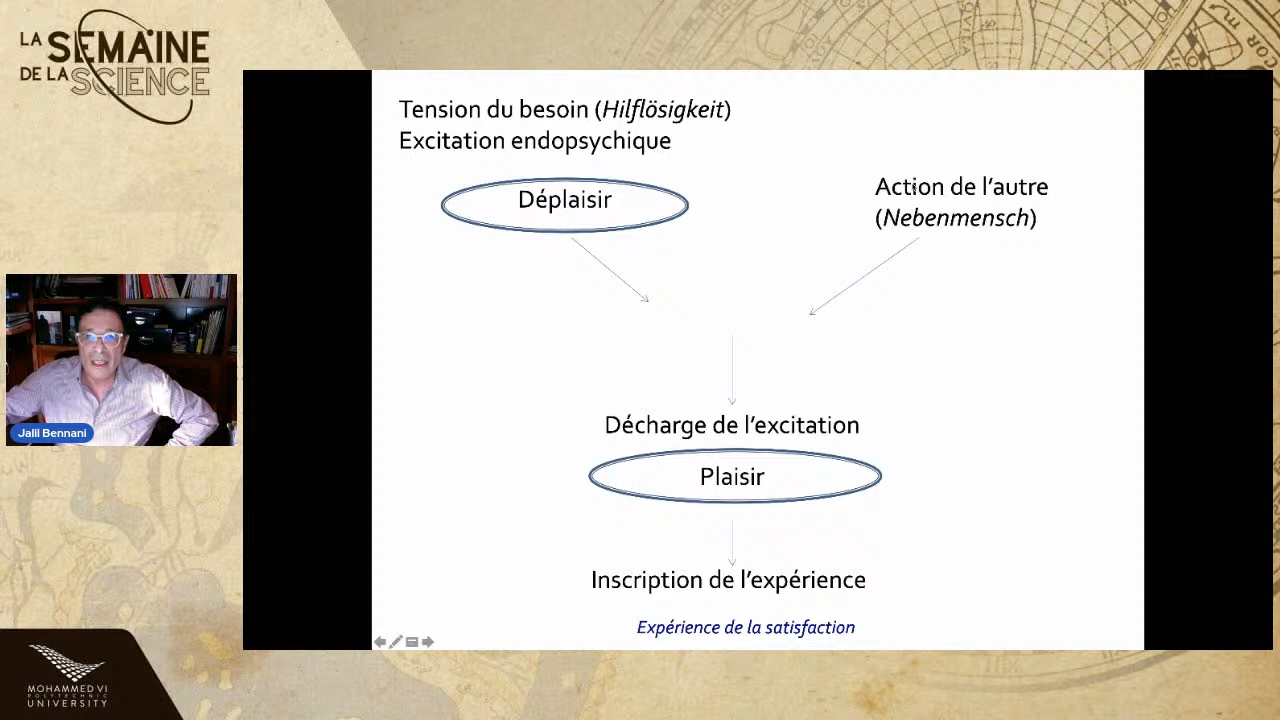 LA SEMAINE
DE LA SCIENCE
Tension du besoin (Hilflösigkeit)
Excitation endopsychique
Déplaisir
Action de l'autre
(Nebenmensch)
Décharge de l'excitation
Plaisir
Inscription de l'expérience
Expérience de la satisfaction
Jalil Bennani
MOHAMMED VI
POLYTECHNIC
UNIVERSITY